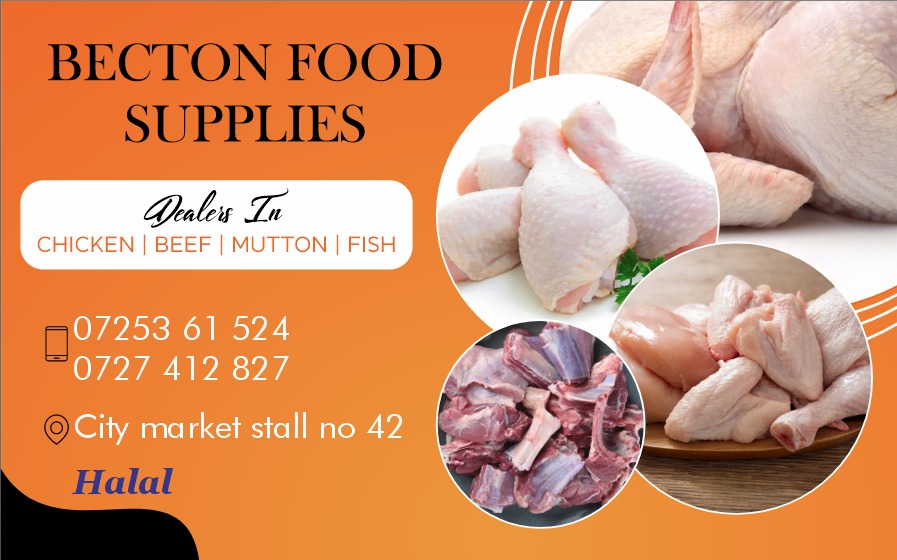 BECTON FOOD
SUPPLIES
Dealers In
CHICKEN | BEEF | MUTTON | FISH
07253 61 524
0727 412 827
City market stall no 42
Halal